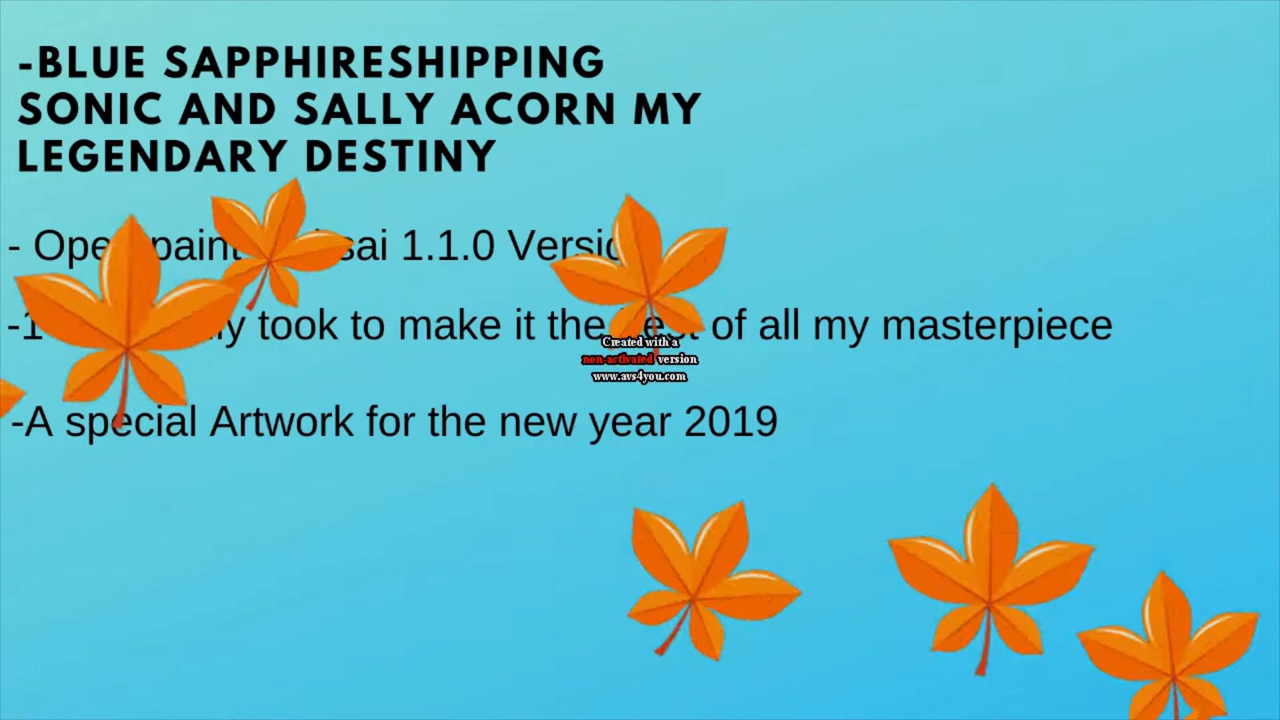 -BLUE SAPPHIRESHIPPING
SONIC AND SALLY ACORN MY
LEGENDARY DESTINY
- paint sai 1.1.0
took to make it the of all my masterpiece
Created with a
non-activated version
www.avs4you.com
-A special Artwork for the new year 2019